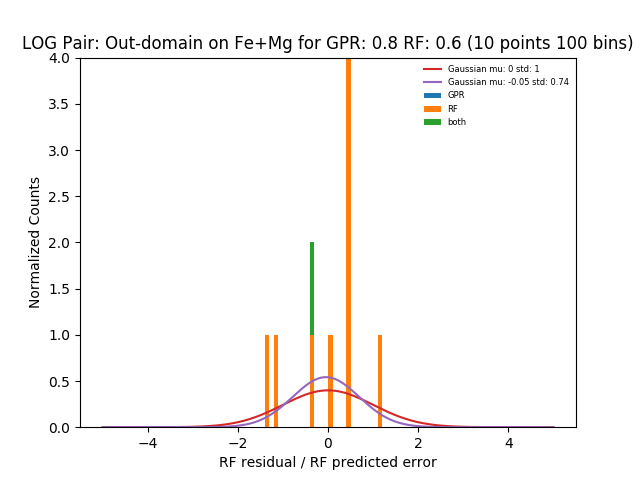 LOG Pair: Out-domain on Fe+Mg for GPR: 0.8 RF: 0.6 (10 points 100 bins)
4.0
3.5
3.0
2.5
2.0
1.5
1.0
0.5
0.0
Normalized Counts
Gaussian mu: 0 std: 1
Gaussian mu: -0.05 std: 0.74
GPR
RF
both
−4 −2 0 2 4
RF residual / RF predicted error